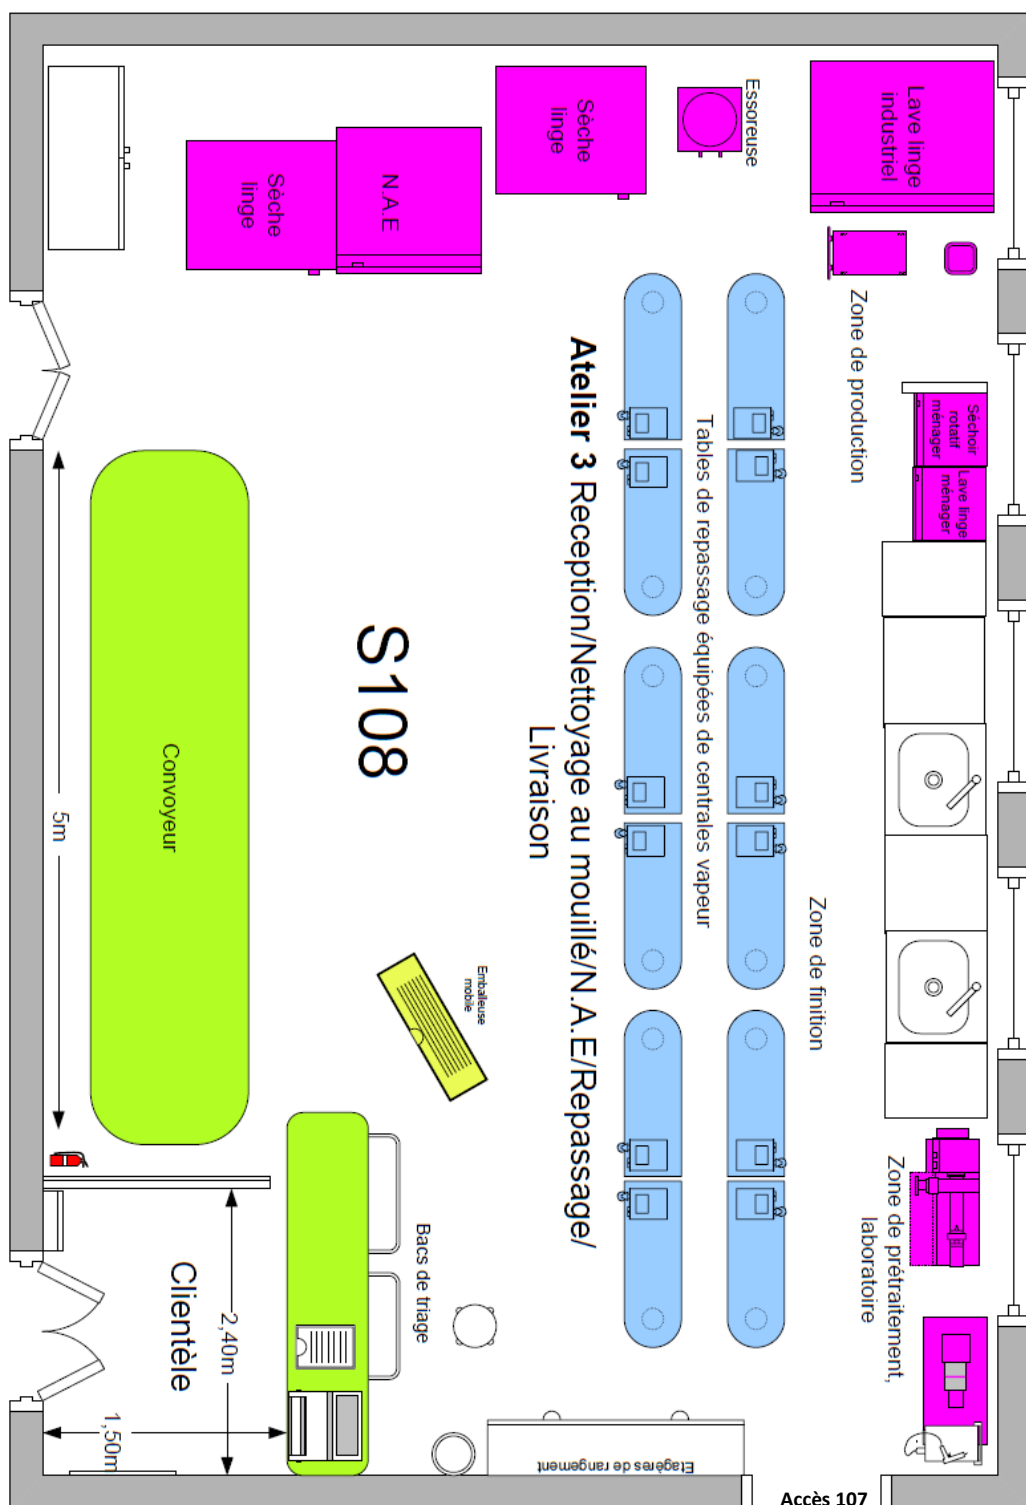 Lave linge
industriel
Essoreuse
Sèche
linge
N.A.E
Sèche
linge
Zone de production
Séchoir
rotatif
ménager
Lave linge
ménager
Tables de repassage équipées de centrales vapeur
Atelier 3 Reception/Nettoyage au mouillé/N.A.E/Repassage/
Livraison
S108
Convoyeur
5m
Zone de finition
Emballeuse
mobile
Zone de prétraitement,
laboratoire
Bacs de triage
Clientèle
2,40m
1,50m
Etagères de rangement
Accès 107